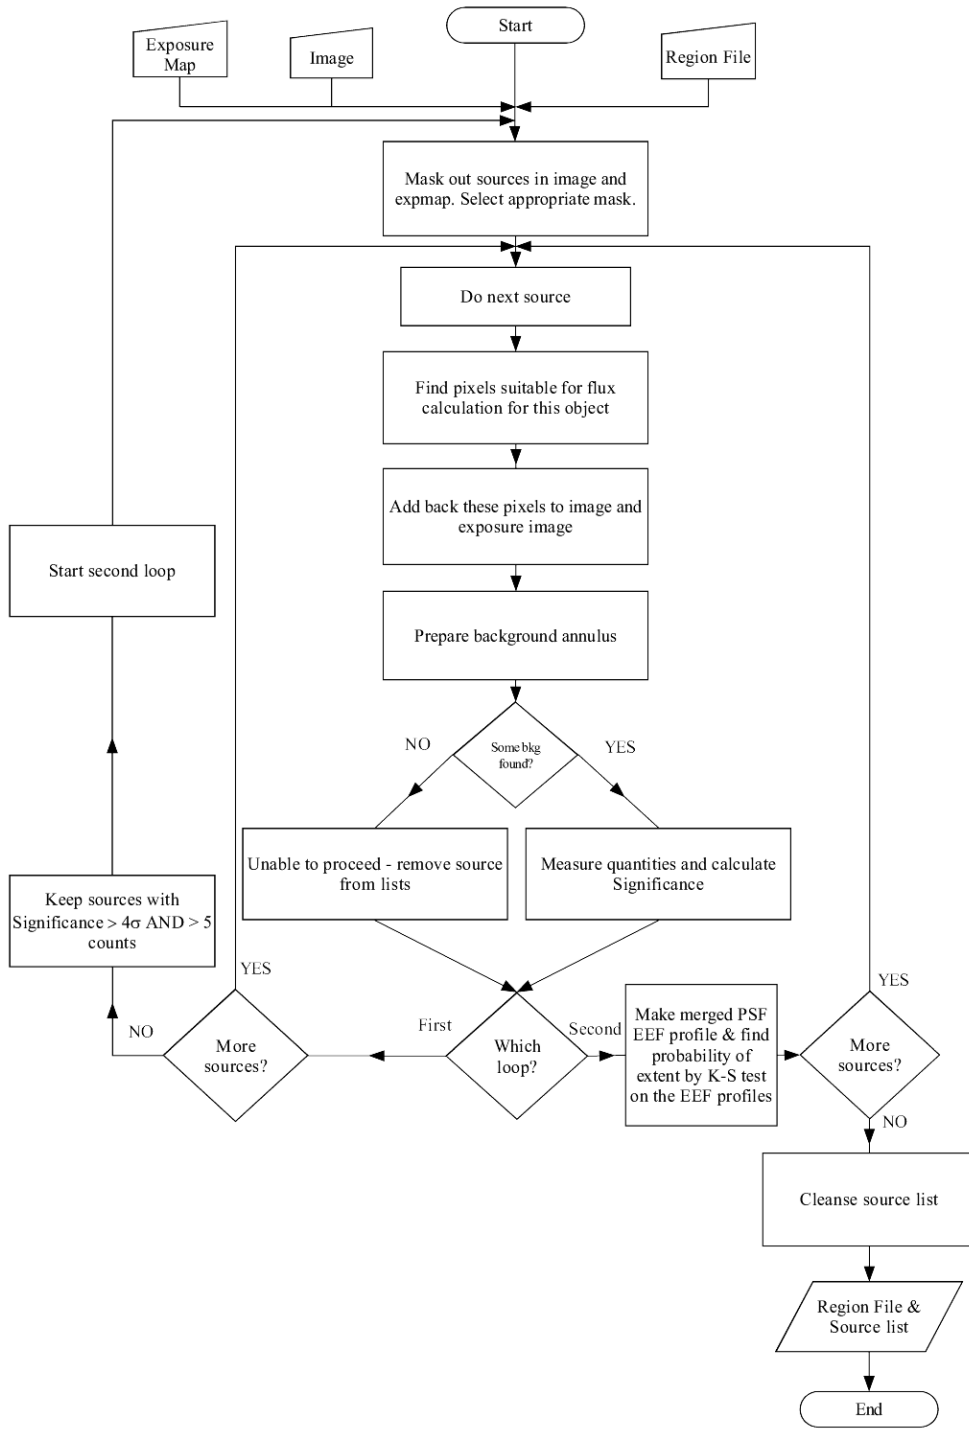 Start
Exposure
Map
Image
Region File
Mask out sources in image and
expmap. Select appropriate mask.
Do next source
Find pixels suitable for flux
calculation for this object
Add back these pixels to image and
exposure image
Start second loop
Prepare background annulus
NO
Some bkg
found?
YES
Unable to proceed - remove source
from lists
Measure quantities and calculate
Significance
Keep sources with
Significance > 4σ AND > 5
counts
YES
NO
More
sources?
First
Which
loop?
Second
Make merged PSF
EEF profile & find
probability of
extent by K-S test
on the EEF profiles
YES
More
sources?
NO
Cleanse source list
Region File &
Source list
End